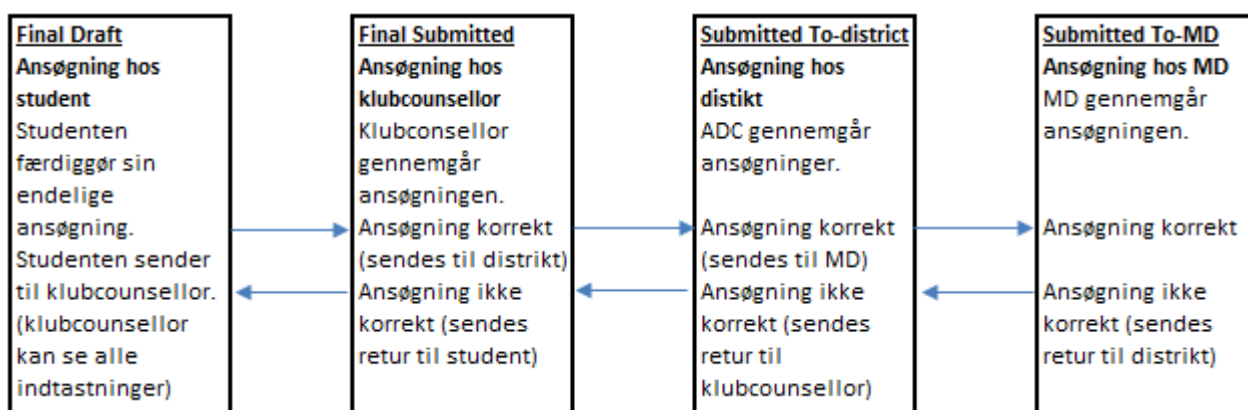 Final Draft
Ansøgning hos
student
Studenten
færdiggør sin
endelige
ansøgning.
Studenten sender
til klubcounsellor.
(klubcounsellor
kan se alle
indtastninger)
Final Submitted
Ansøgning hos
klubcounsellor
Klubconsellor
gennemgår
ansøgningen.
Ansøgning korrekt
(sendes til distrikt)
Ansøgning ikke
korrekt (sendes
retur til student)
Submitted To-district
Ansøgning hos
distikt
ADC gennemgår
ansøgninger.
Ansøgning korrekt
(sendes til MD)
Ansøgning ikke
korrekt (sendes
retur til
klubcounsellor)
Submitted To-MD
Ansøgning hos MD
MD gennemgår
ansøgningen.
Ansøgning korrekt
Ansøgning ikke
korrekt (sendes
retur til distrikt)